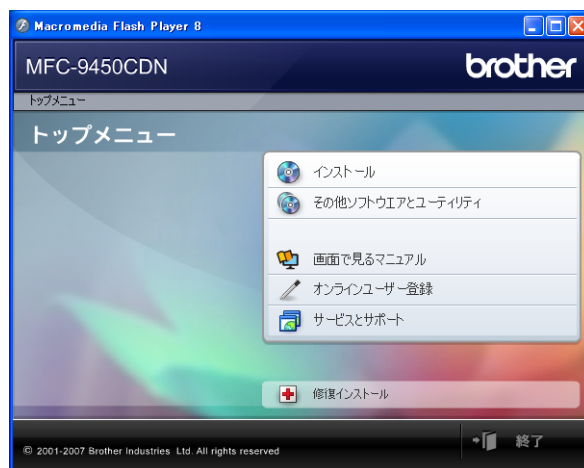 Macromedia Flash Player 8
MFC-9450CDN
brother
トップメニュー
トップメニュー
インストール
その他ソフトウエアとユーティリティ
画面で見るマニュアル
オンラインユーザー登録
サービスとサポート
修復インストール
© 2001-2007 Brother Industries Ltd. All rights reserved
終了